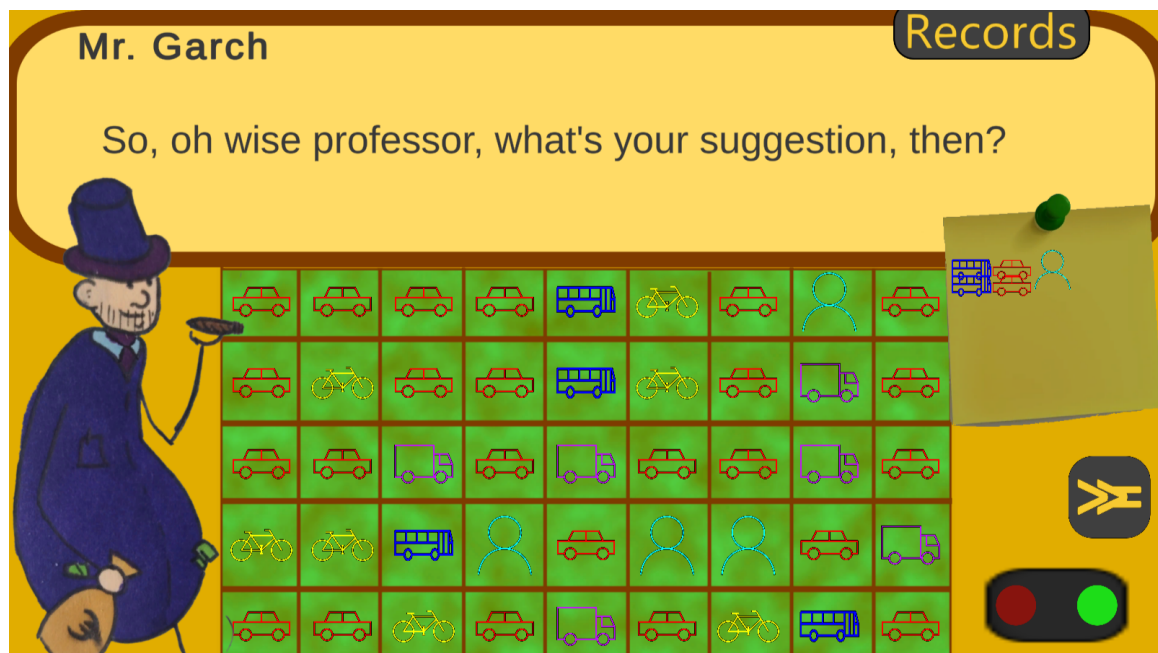 Mr. Garch
Records
So, oh wise professor, what's your suggestion, then?